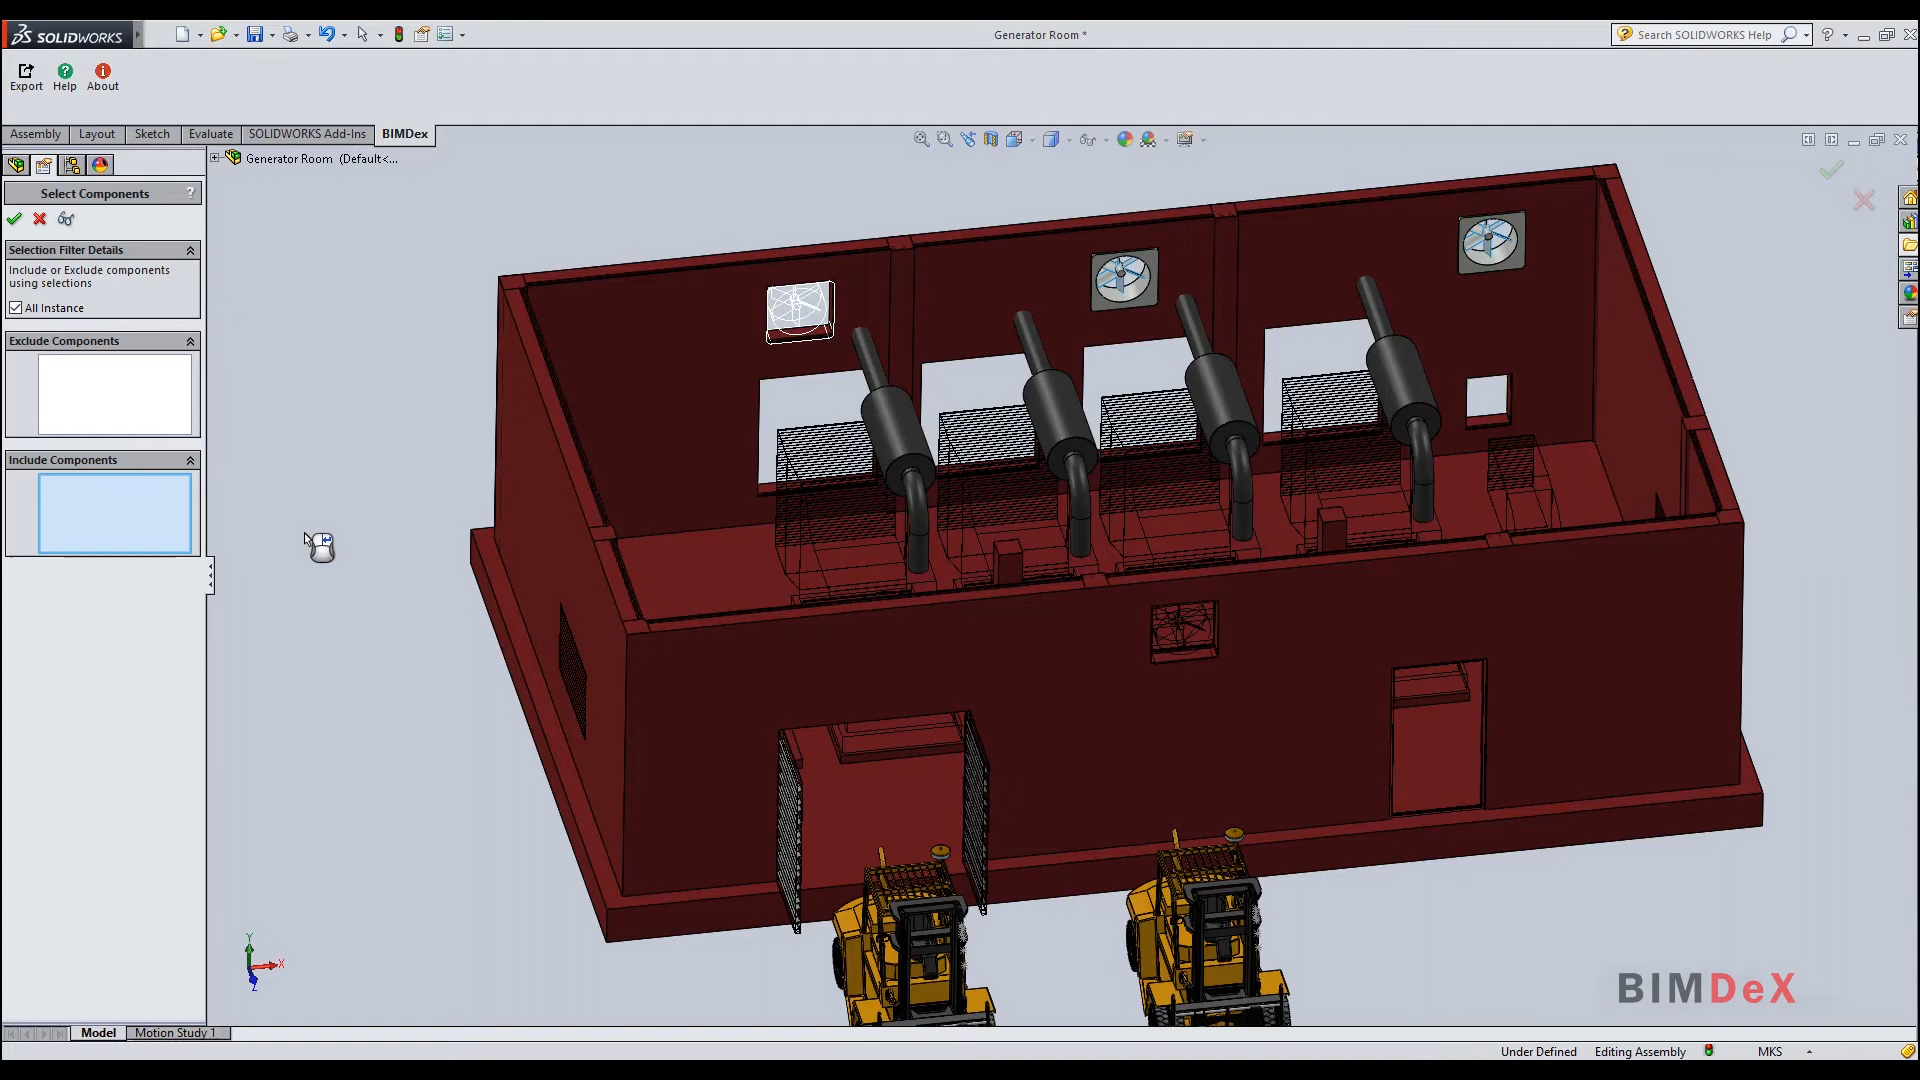 SOLIDWORKS
Generator Room *
Search SOLIDWORKS Help
Export
Help
About
Assembly
Layout
Sketch
Evaluate
SOLIDWORKS Add-Ins
BIMDex
Generator Room (Default<...
Select Components
?
Selection Filter Details
Include or Exclude components
using selections
All Instance
Exclude Components
Include Components
Y
X
Z
BIMDeX
Model
Motion Study 1
Under Defined
Editing Assembly
MKS